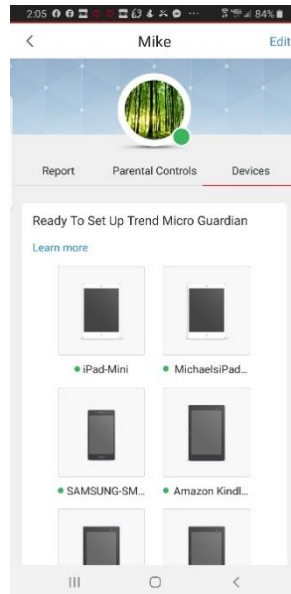 2:05
84%
Mike
Edit
Report Parental Controls Devices
Ready To Set Up Trend Micro Guardian
Learn more
iPad-Mini MichaelsiPad...
SAMSUNG-SM... Amazon Kindl...